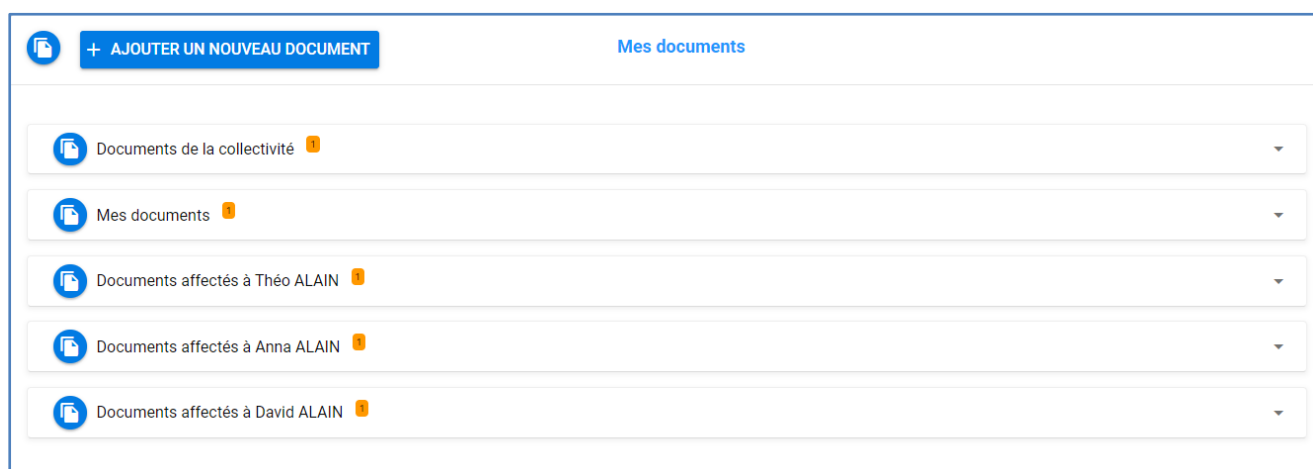 + AJOUTER UN NOUVEAU DOCUMENT
Mes documents
Documents de la collectivité 1
Mes documents 1
Documents affectés à Théo ALAIN 1
Documents affectés à Anna ALAIN 1
Documents affectés à David ALAIN 1